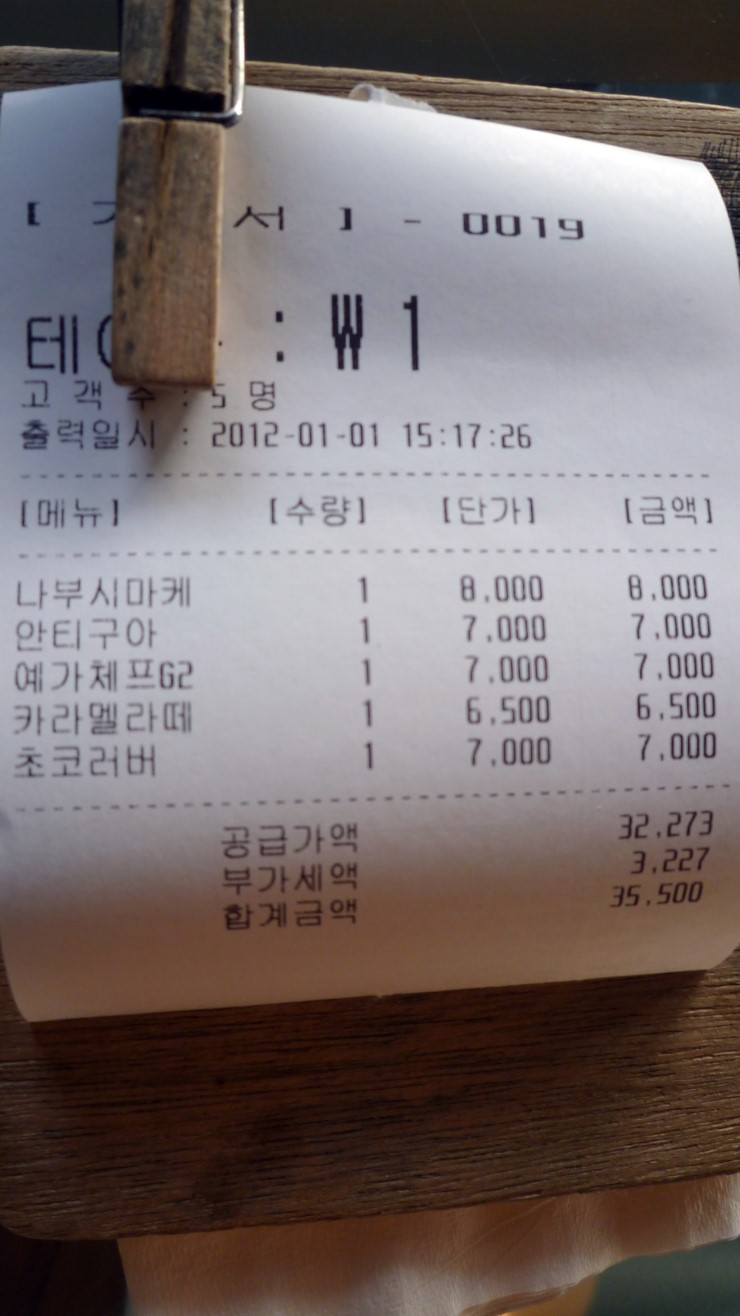 [ 서 ] - 0019
: W 1
고 객 수 : 5 명
출력일시 : 2012-01-01 15:17:26
[메뉴] [수량] [단가] [금액]
나부시마케 1 8,000 8,000
안티구아 1 7,000 7,000
예가체프G2 1 7,000 7,000
카라멜라떼 1 6,500 6,500
초코러버 1 7,000 7,000
공급가액 32,273
부가세액 3,227
합계금액 35,500